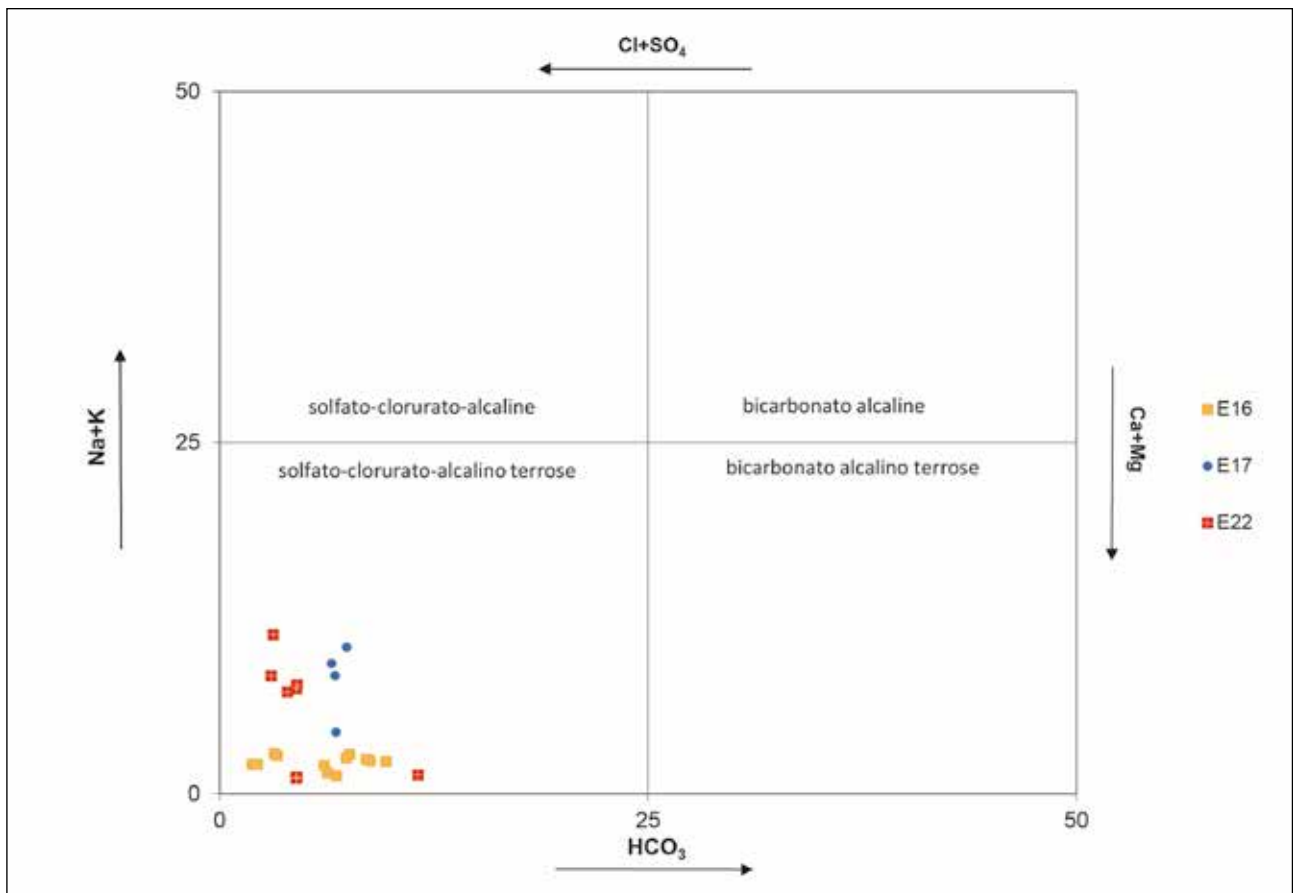 Cl+SO₄
50
Na+K
solfato-clorurato-alcaline
bicarbonato alcaline
25
solfato-clorurato-alcalino terrose
bicarbonato alcalino terrose
Ca+Mg
E16
E17
E22
0
0
25
50
HCO₃